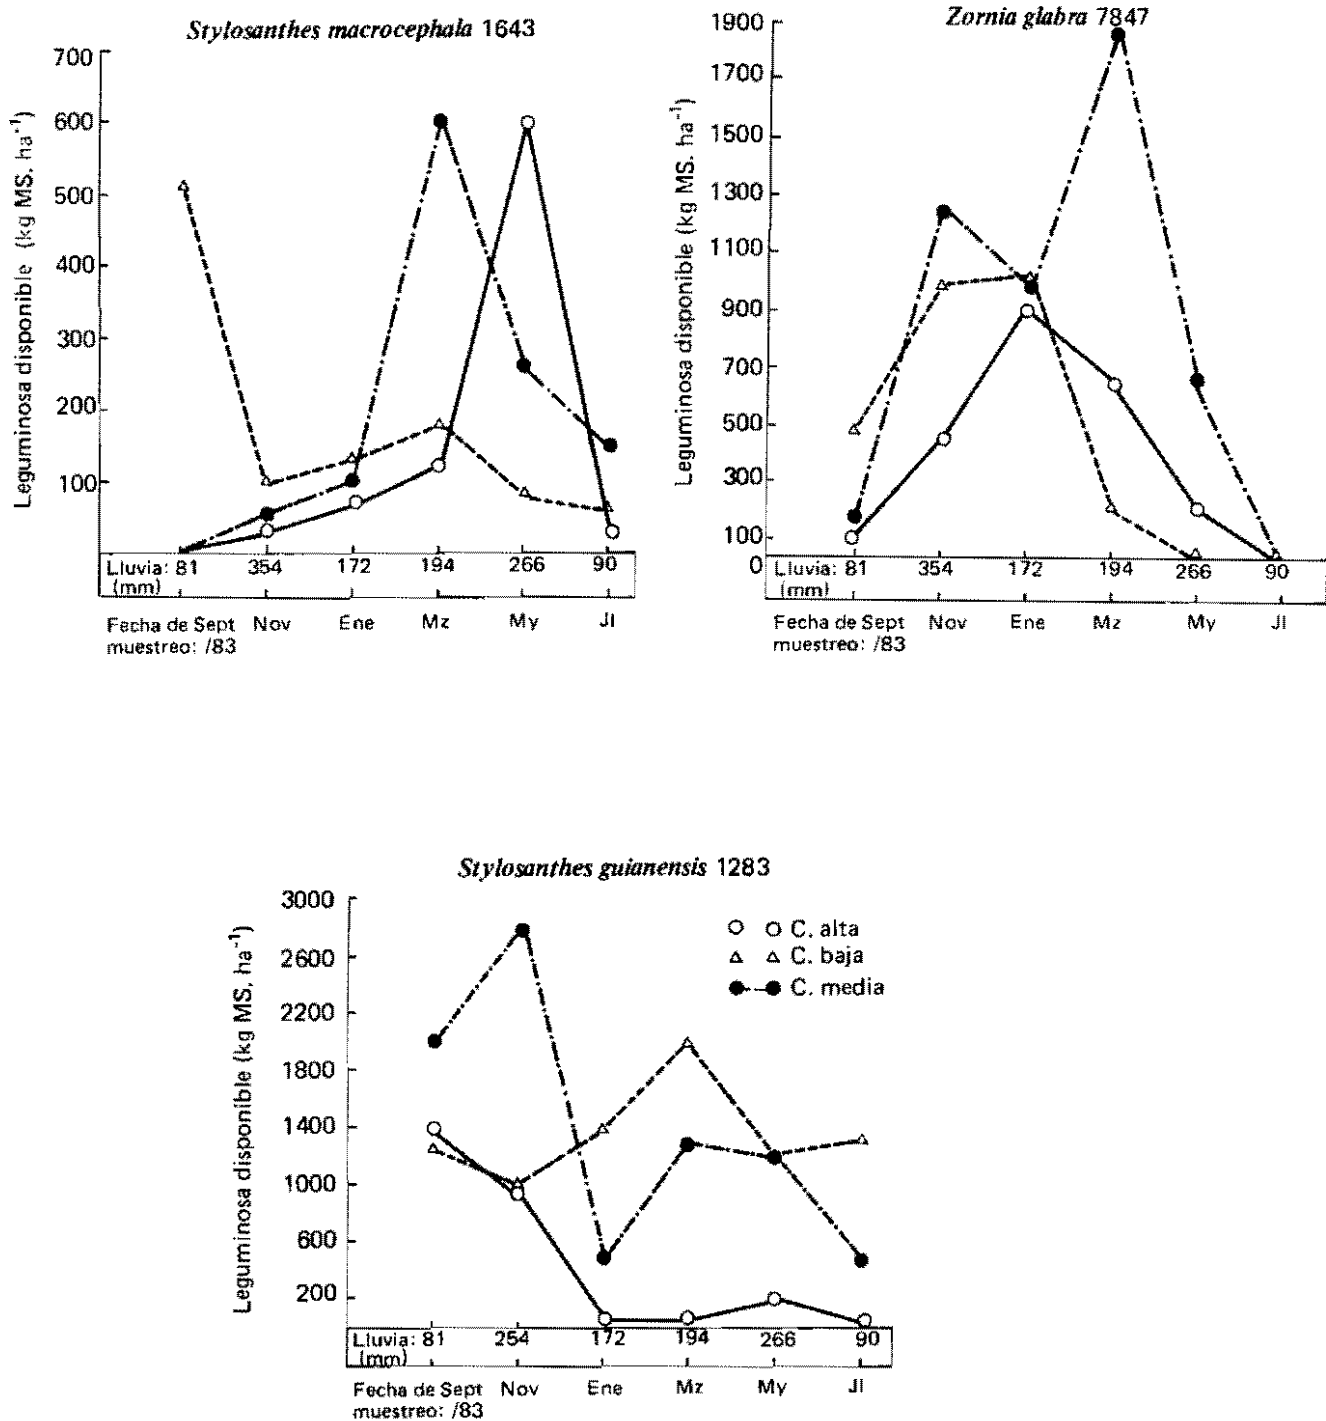 Stylosanthes macrocephala 1643
Leguminosa disponible (kg MS. ha⁻¹)
700
600
500
400
300
200
100
Lluvia: 81 354 172 194 266 90
(mm)
Fecha de Sept Nov Ene Mz My Jl
muestreo: /83
Zornia glabra 7847
Leguminosa disponible (kg MS. ha⁻¹)
1900
1700
1500
1300
1100
900
700
500
300
100
0
Lluvia: 81 354 172 194 266 90
(mm)
Fecha de Sept Nov Ene Mz My Jl
muestreo: /83
Stylosanthes guianensis 1283
Leguminosa disponible (kg MS. ha⁻¹)
3000
2600
2200
1800
1400
1000
600
200
C. alta
C. baja
C. media
Lluvia: 81 254 172 194 266 90
(mm)
Fecha de Sept Nov Ene Mz My Jl
muestreo: /83